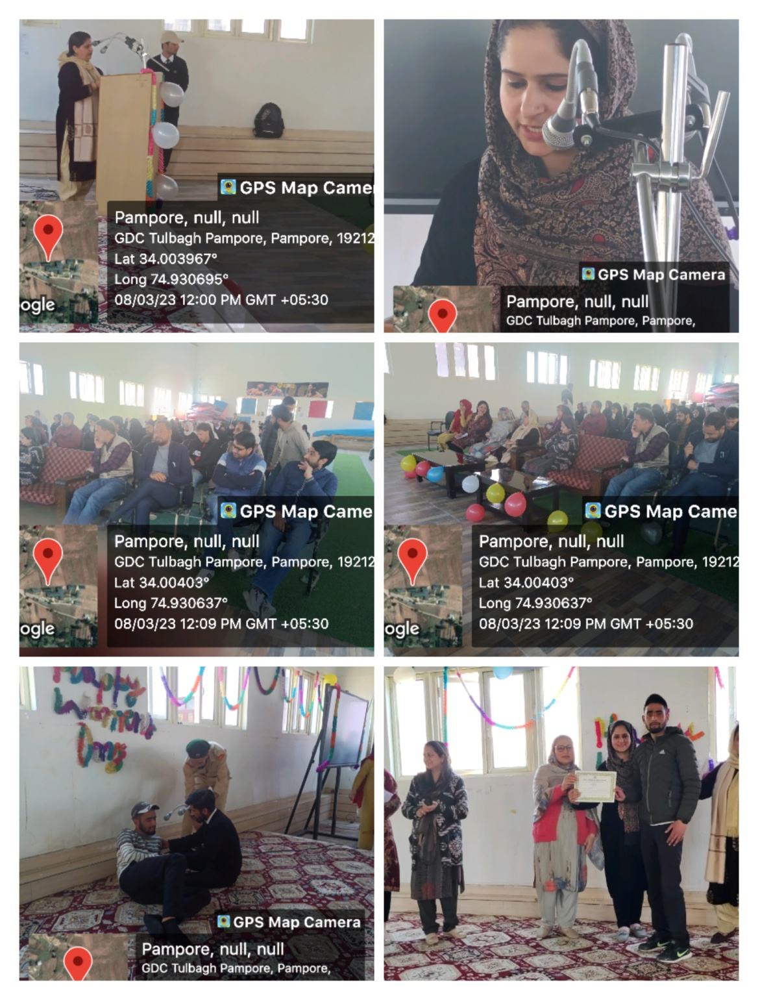 GPS Map Came
Pampore, null, null
GDC Tulbagh Pampore, Pampore, 19212
Lat 34.003967°
Long 74.930695°
08/03/23 12:00 PM GMT +05:30
ogle
GPS Map Camera
Pampore, null, null
GDC Tulbagh Pampore, Pampore,
GPS Map Came
Pampore, null, null
GDC Tulbagh Pampore, Pampore, 19212
Lat 34.00403°
Long 74.930637°
08/03/23 12:09 PM GMT +05:30
ogle
GPS Map Came
Pampore, null, null
GDC Tulbagh Pampore, Pampore, 19212
Lat 34.00403°
Long 74.930637°
08/03/23 12:09 PM GMT +05:30
ogle
Happy
Women's
Day
GPS Map Camera
Pampore, null, null
GDC Tulbagh Pampore, Pampore,